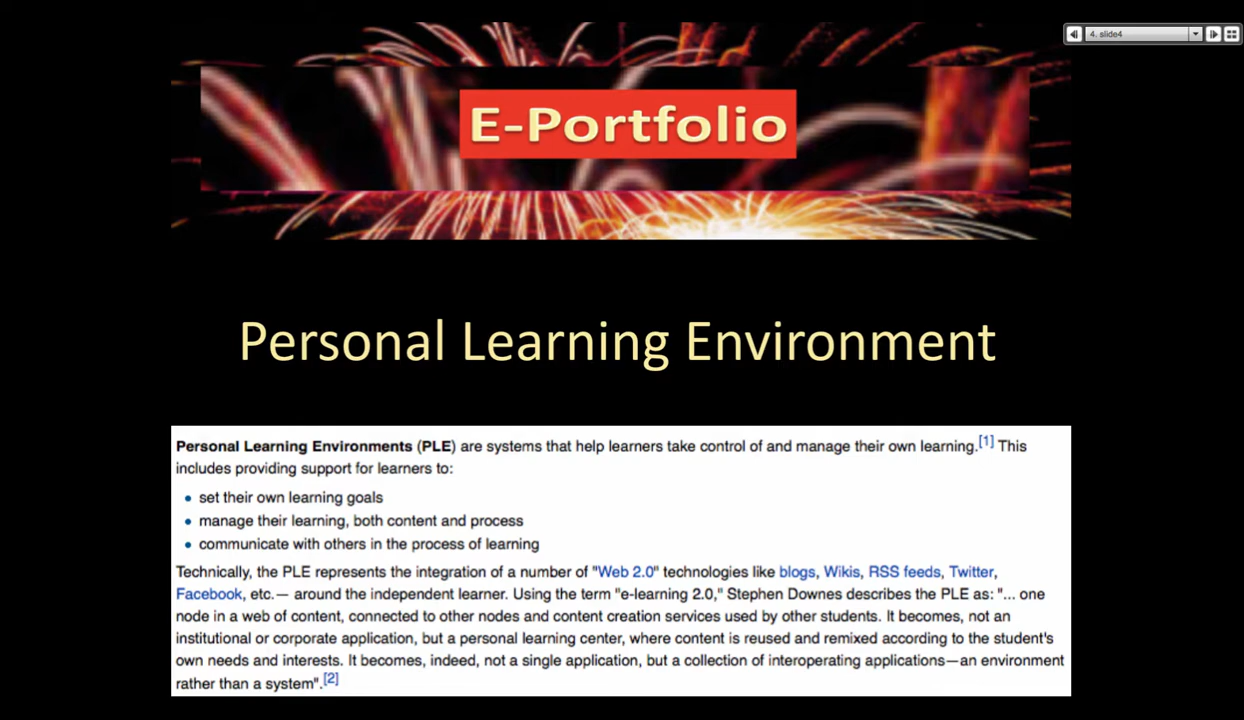 4. slide4
E-Portfolio
Personal Learning Environment
Personal Learning Environments (PLE) are systems that help learners take control of and manage their own learning.[1] This
includes providing support for learners to:
• set their own learning goals
• manage their learning, both content and process
• communicate with others in the process of learning
Technically, the PLE represents the integration of a number of "Web 2.0" technologies like blogs, Wikis, RSS feeds, Twitter,
Facebook, etc.— around the independent learner. Using the term "e-learning 2.0," Stephen Downes describes the PLE as: "... one
node in a web of content, connected to other nodes and content creation services used by other students. It becomes, not an
institutional or corporate application, but a personal learning center, where content is reused and remixed according to the student's
own needs and interests. It becomes, indeed, not a single application, but a collection of interoperating applications—an environment
rather than a system".[2]